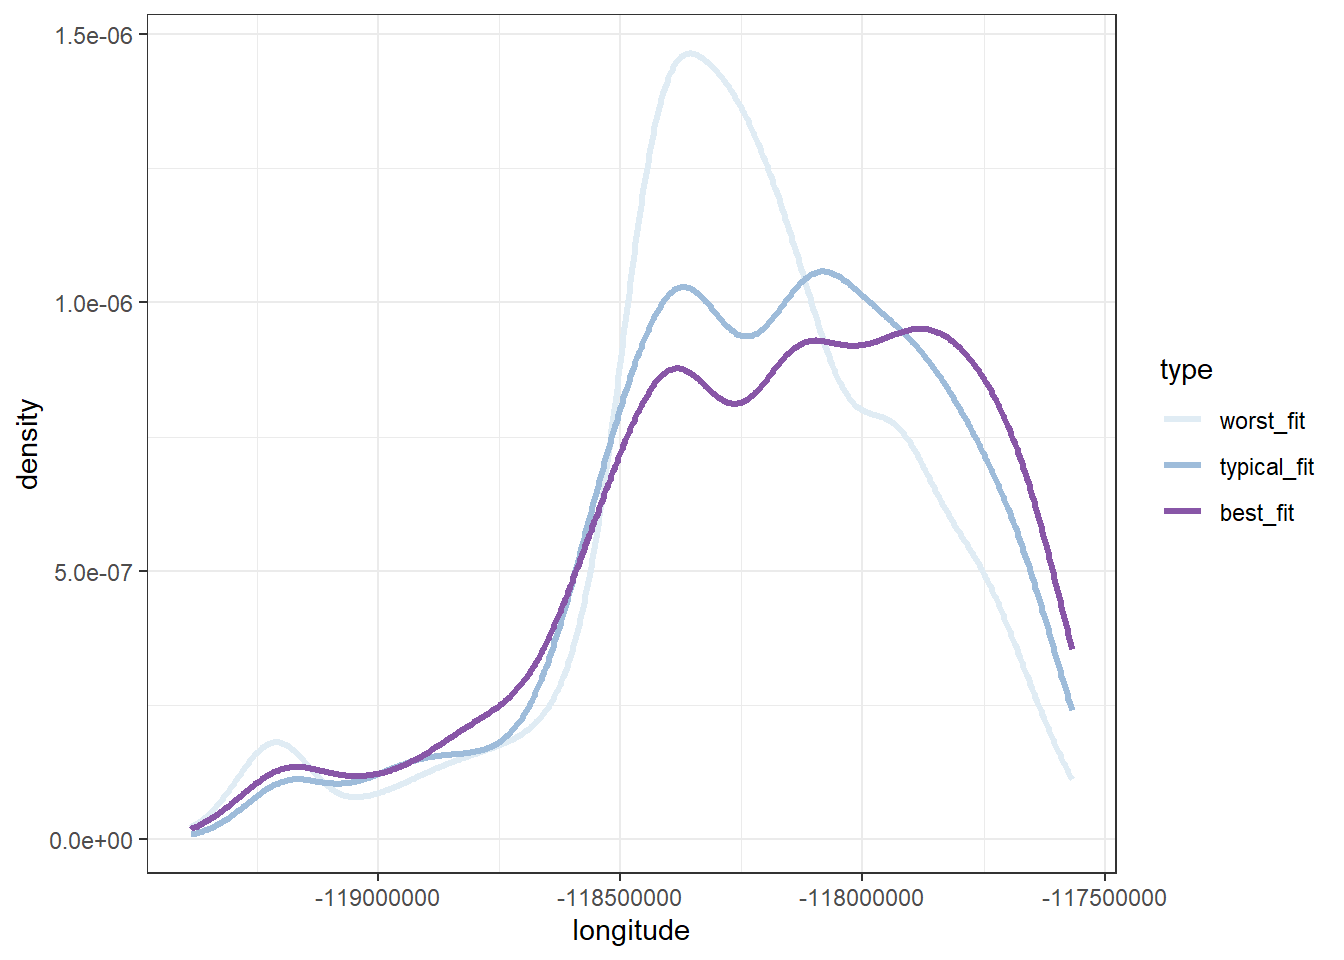 1.5e-06
1.0e-06
5.0e-07
0.0e+00
density
-119000000
-118500000
-118000000
-117500000
longitude
type
worst_fit
typical_fit
best_fit